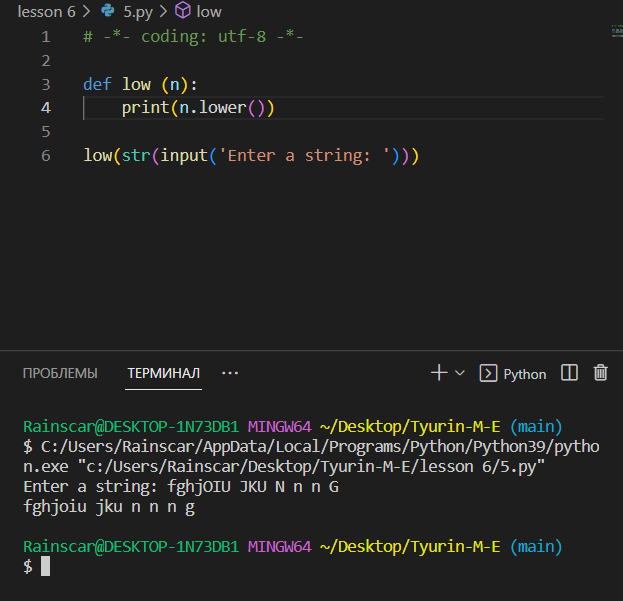 lesson 6 > 5.py > low
1 # -*- coding: utf-8 -*-
2
3 def low (n):
4     print(n.lower())
5
6 low(str(input('Enter a string: ')))
ПРОБЛЕМЫ ТЕРМИНАЛ ··· Python
Rainscar@DESKTOP-1N73DB1 MINGW64 ~/Desktop/Tyurin-M-E (main)
$ C:/Users/Rainscar/AppData/Local/Programs/Python/Python39/pytho
n.exe "c:/Users/Rainscar/Desktop/Tyurin-M-E/lesson 6/5.py"
Enter a string: fghjOIU JKU N n n G
fghjoiu jku n n n g
Rainscar@DESKTOP-1N73DB1 MINGW64 ~/Desktop/Tyurin-M-E (main)
$